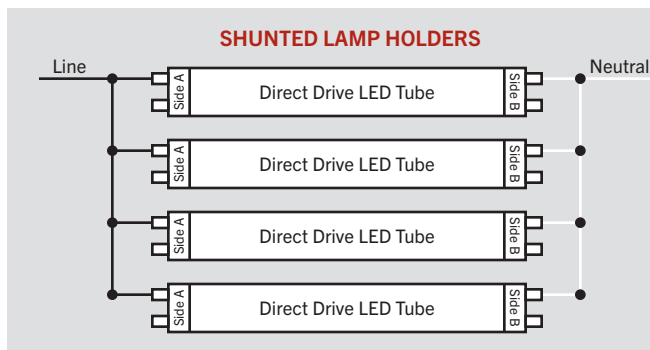 SHUNTED LAMP HOLDERS
Line
Neutral
Side A
Direct Drive LED Tube
Side B
Side A
Direct Drive LED Tube
Side B
Side A
Direct Drive LED Tube
Side B
Side A
Direct Drive LED Tube
Side B